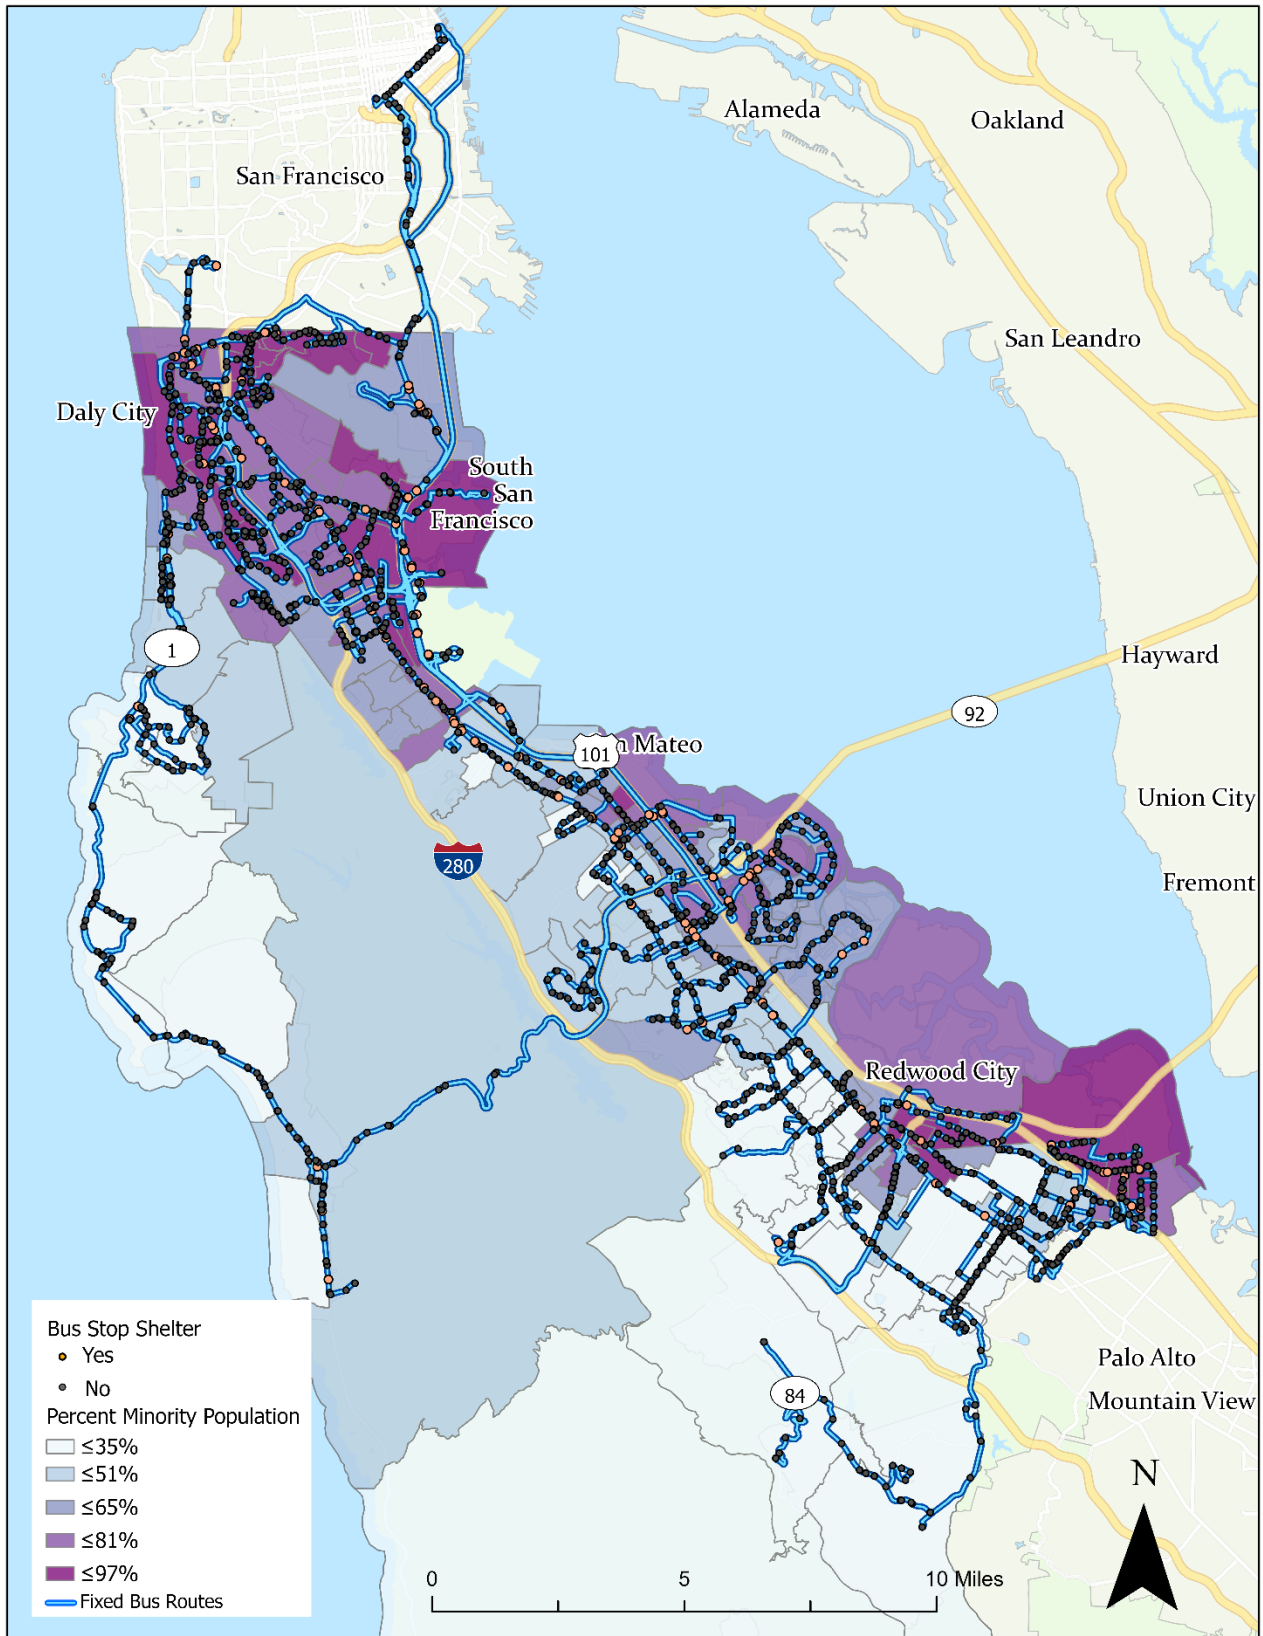 Alameda
Oakland
San Francisco
San Leandro
Daly City
South
San
Francisco
1
Hayward
92
101
n Mateo
Union City
280
Fremont
Redwood City
Palo Alto
84
Mountain View
Bus Stop Shelter
Yes
No
Percent Minority Population
≤35%
≤51%
≤65%
≤81%
≤97%
Fixed Bus Routes
N
0 5 10 Miles